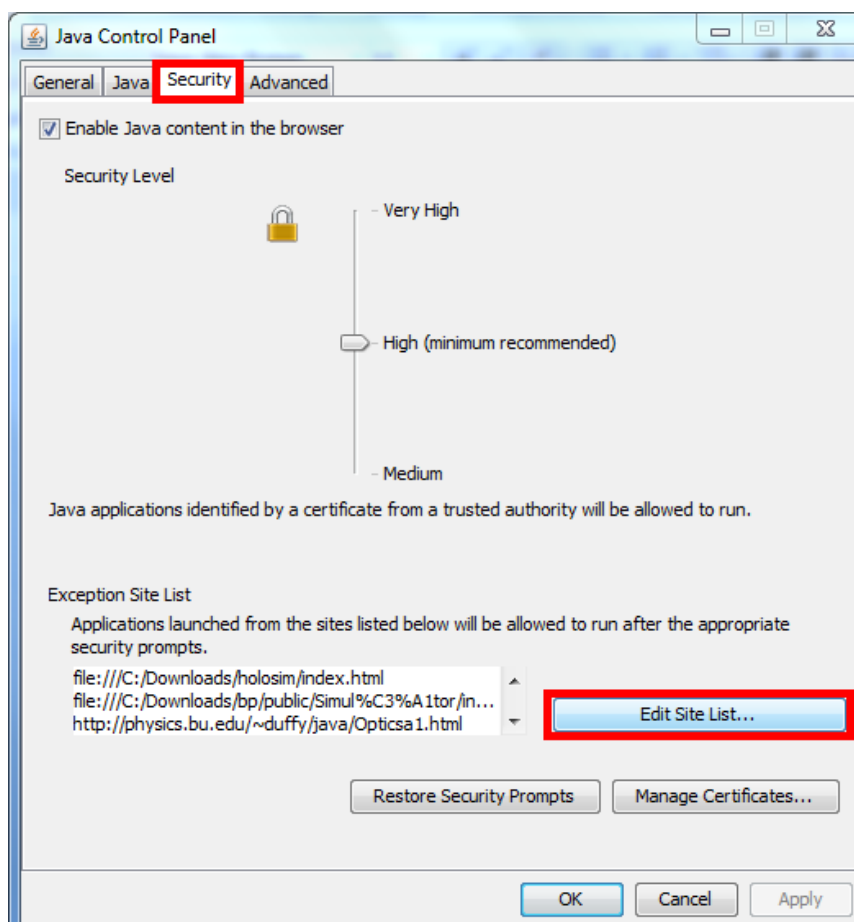 Java Control Panel
General Java Security Advanced
Enable Java content in the browser
Security Level
Very High
High (minimum recommended)
Medium
Java applications identified by a certificate from a trusted authority will be allowed to run.
Exception Site List
Applications launched from the sites listed below will be allowed to run after the appropriate
security prompts.
file:///C:/Downloads/holosim/index.html
file:///C:/Downloads/bp/public/Simul%C3%A1tor/in...
http://physics.bu.edu/~duffy/java/Opticsa1.html
Edit Site List...
Restore Security Prompts Manage Certificates...
OK Cancel Apply